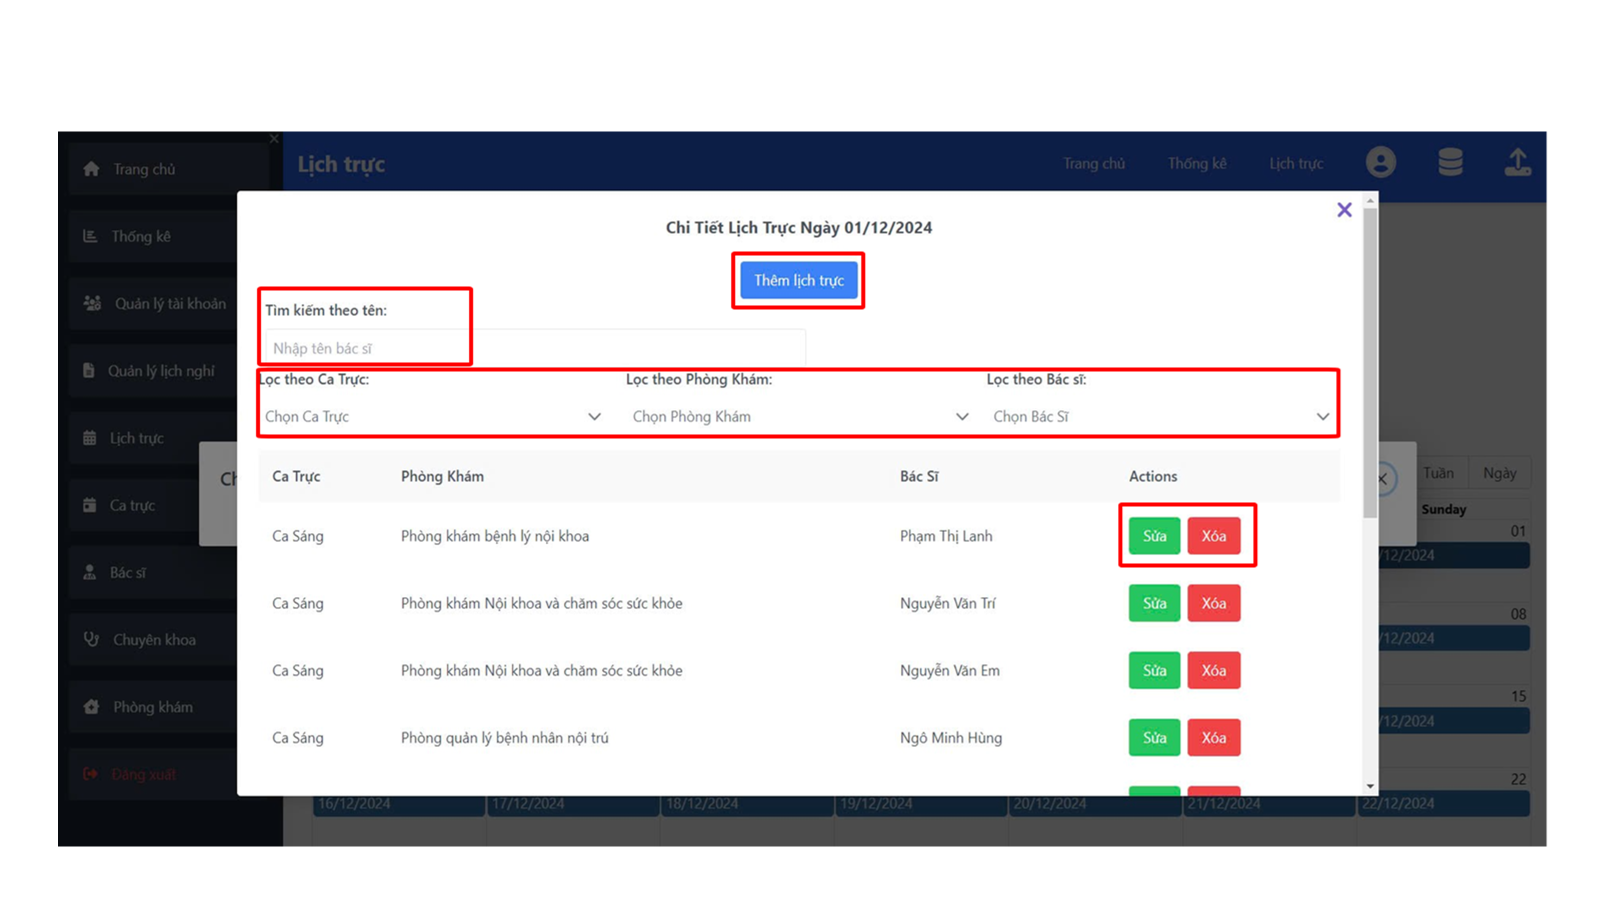 Trang chủ
Lịch trực
Trang chủ
Thống kê
Lịch trực
Thống kê
Quản lý tài khoản
Quản lý lịch nghỉ
Lịch trực
Ca trực
Bác sĩ
Chuyên khoa
Phòng khám
Đăng xuất
Ch
Chi Tiết Lịch Trực Ngày 01/12/2024
Thêm lịch trực
Tìm kiếm theo tên:
Nhập tên bác sĩ
Lọc theo Ca Trực:
Lọc theo Phòng Khám:
Lọc theo Bác sĩ:
Chọn Ca Trực
Chọn Phòng Khám
Chọn Bác Sĩ
Ca Trực
Phòng Khám
Bác Sĩ
Actions
Ca Sáng
Phòng khám bệnh lý nội khoa
Phạm Thị Lanh
Sửa
Xóa
Ca Sáng
Phòng khám Nội khoa và chăm sóc sức khỏe
Nguyễn Văn Trí
Sửa
Xóa
Ca Sáng
Phòng khám Nội khoa và chăm sóc sức khỏe
Nguyễn Văn Em
Sửa
Xóa
Ca Sáng
Phòng quản lý bệnh nhân nội trú
Ngô Minh Hùng
Sửa
Xóa
Tuần
Ngày
Sunday
01
/12/2024
08
/12/2024
15
/12/2024
22
16/12/2024
17/12/2024
18/12/2024
19/12/2024
20/12/2024
21/12/2024
22/12/2024